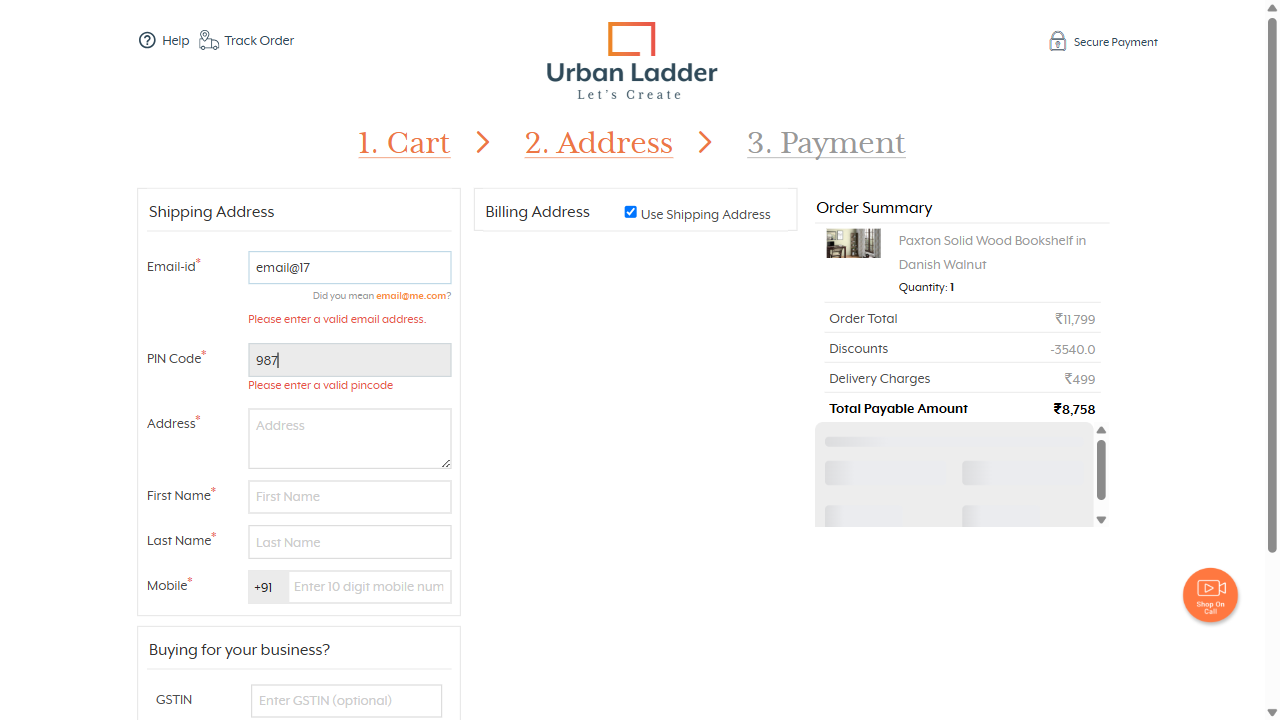 Help
Track Order
Urban Ladder
Let's Create
Secure Payment
1. Cart
2. Address
3. Payment
Shipping Address
Email-id*
email@17
Did you mean email@me.com?
Please enter a valid email address.
PIN Code*
987
Please enter a valid pincode
Address*
Address
First Name*
First Name
Last Name*
Last Name
Mobile*
+91
Enter 10 digit mobile num
Buying for your business?
GSTIN
Enter GSTIN (optional)
Billing Address
Use Shipping Address
Order Summary
Paxton Solid Wood Bookshelf in
Danish Walnut
Quantity: 1
Order Total
₹11,799
Discounts
-3540.0
Delivery Charges
₹499
Total Payable Amount
₹8,758
Shop On
Call